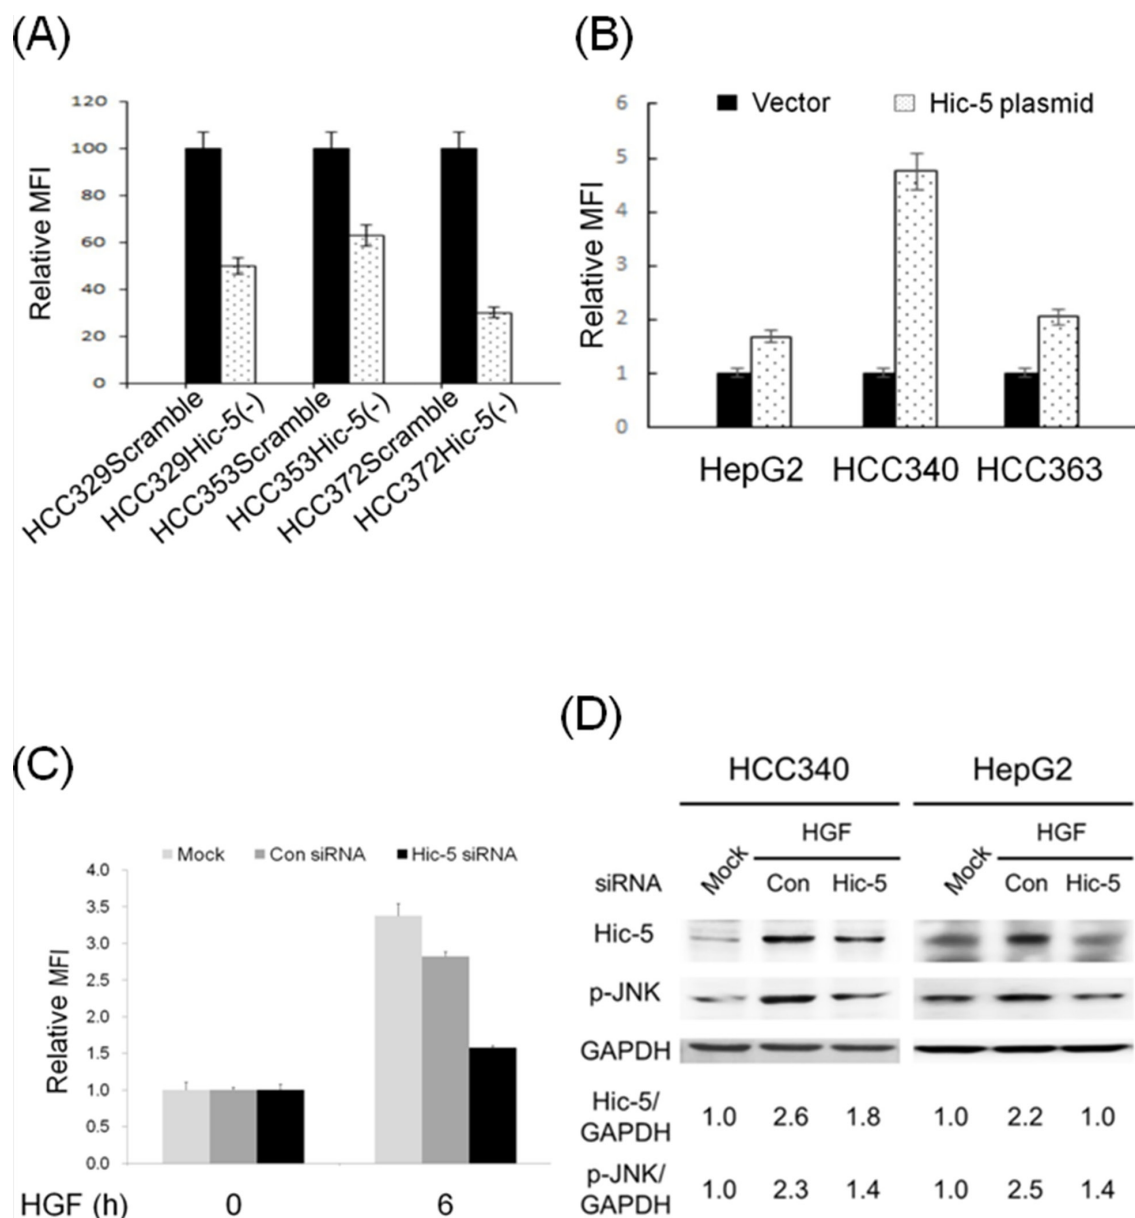 (A)
120
100
80
60
40
20
0
Relative MFI
HCC329Scramble
HCC329Hic-5(-)
HCC353Scramble
HCC353Hic-5(-)
HCC372Scramble
HCC372Hic-5(-)
(B)
Vector Hic-5 plasmid
6
5
4
3
2
1
0
Relative MFI
HepG2 HCC340 HCC363
(C)
Mock Con siRNA Hic-5 siRNA
4.0
3.5
3.0
2.5
2.0
1.5
1.0
0.5
0.0
Relative MFI
HGF (h) 0 6
(D)
HCC340 HepG2
HGF HGF
siRNA Mock Con Hic-5 Mock Con Hic-5
Hic-5
p-JNK
GAPDH
Hic-5/
GAPDH 1.0 2.6 1.8 1.0 2.2 1.0
p-JNK/
GAPDH 1.0 2.3 1.4 1.0 2.5 1.4